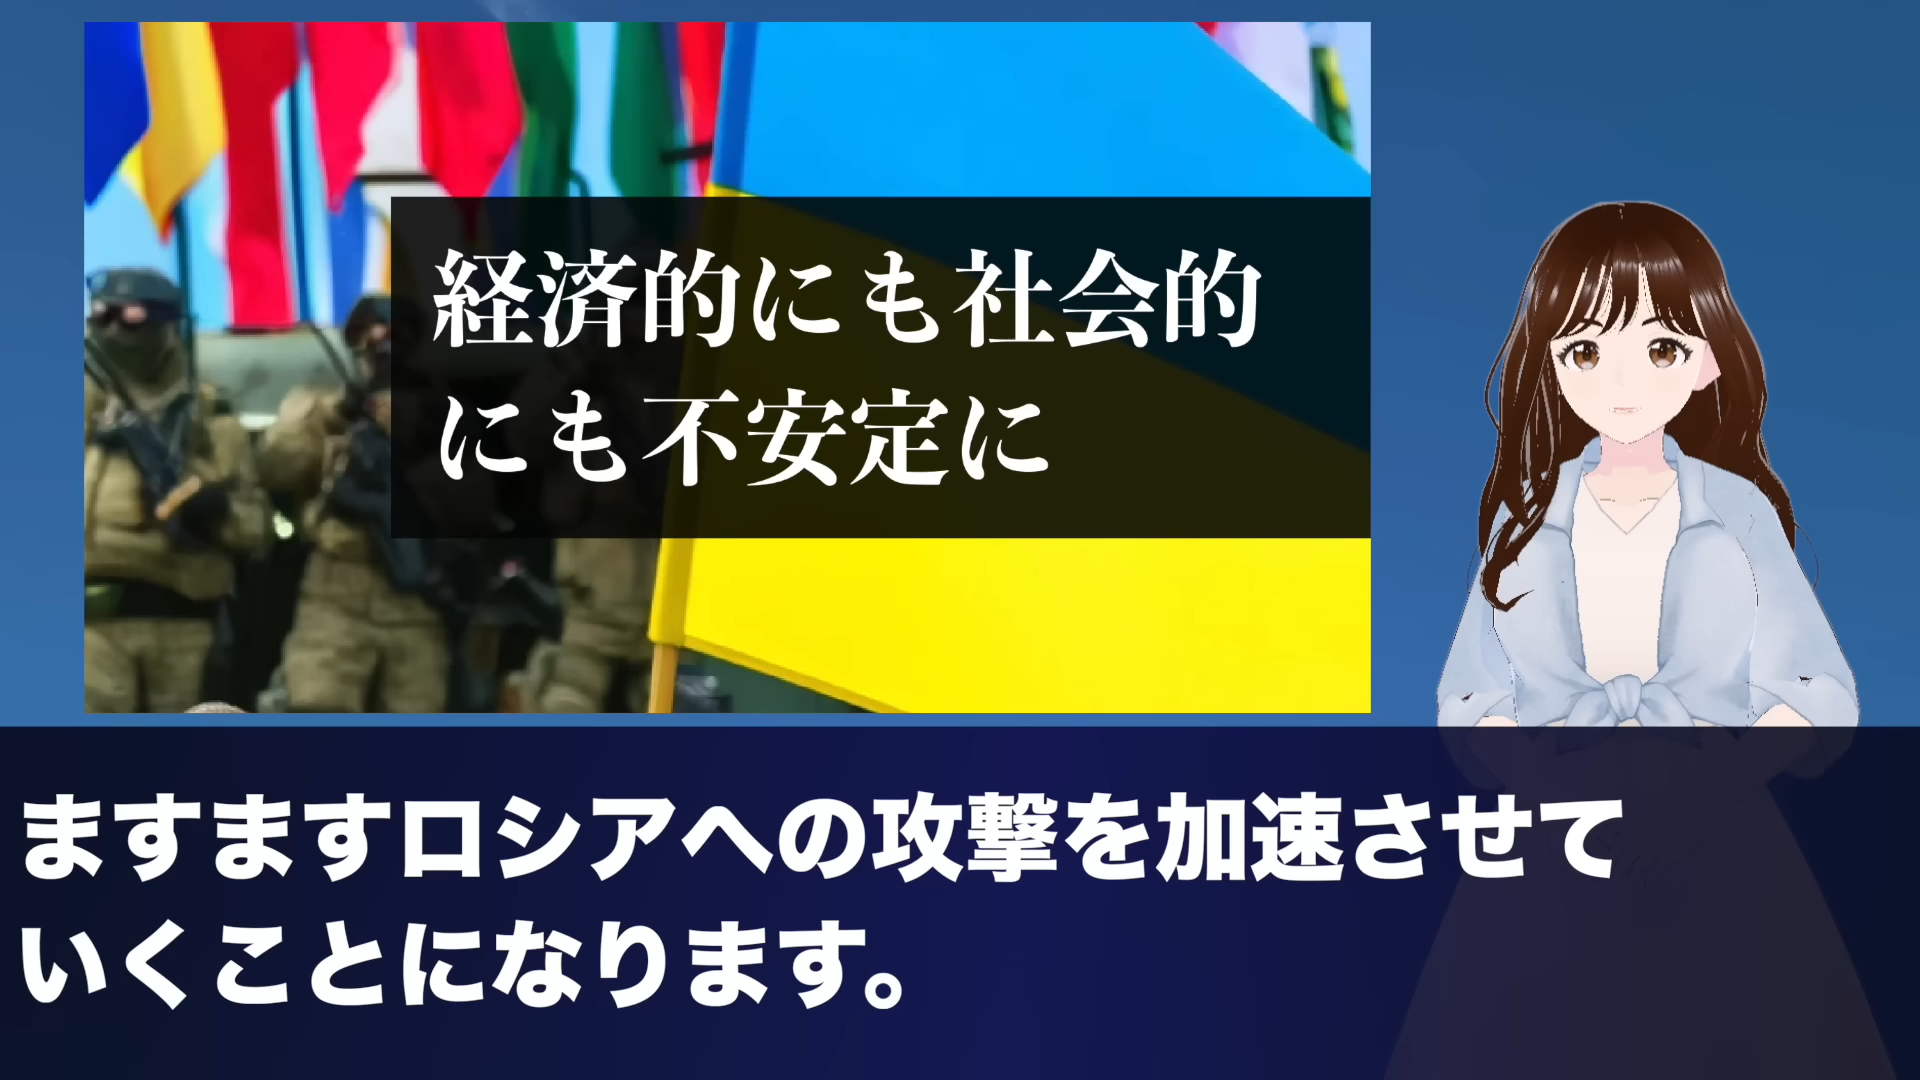 経済的にも社会的
にも不安定に
ますますロシアへの攻撃を加速させて
いくことになります。